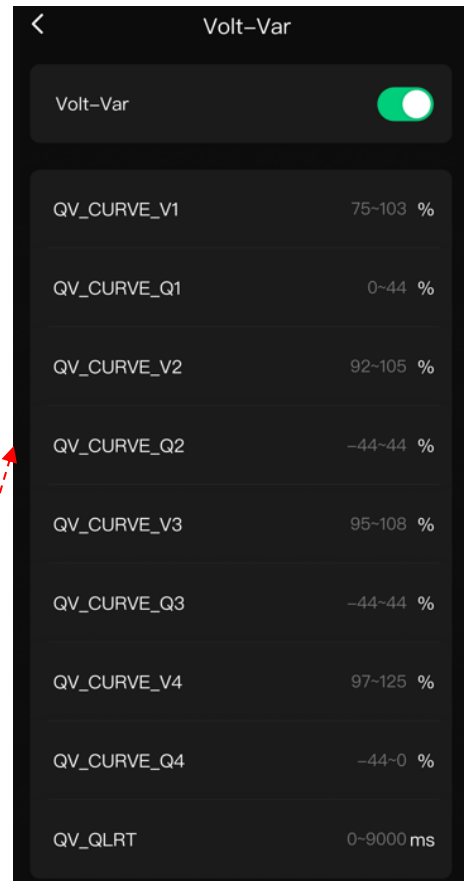 Volt–Var
Volt–Var
QV_CURVE_V1 75~103 %
QV_CURVE_Q1 0~44 %
QV_CURVE_V2 92~105 %
QV_CURVE_Q2 –44~44 %
QV_CURVE_V3 95~108 %
QV_CURVE_Q3 –44~44 %
QV_CURVE_V4 97~125 %
QV_CURVE_Q4 –44~0 %
QV_QLRT 0~9000 ms